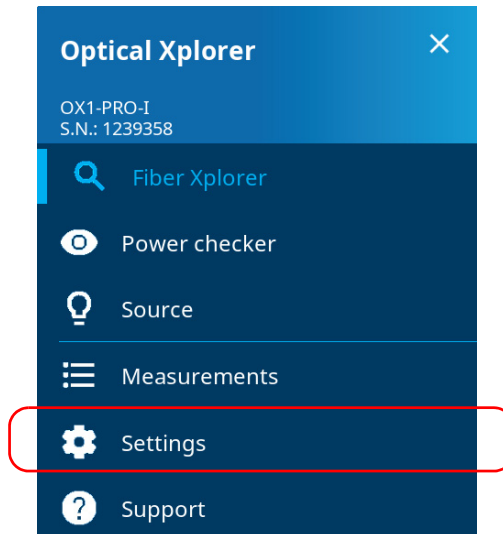 Optical Xplorer
OX1-PRO-I
S.N.: 1239358
Fiber Xplorer
Power checker
Source
Measurements
Settings
Support